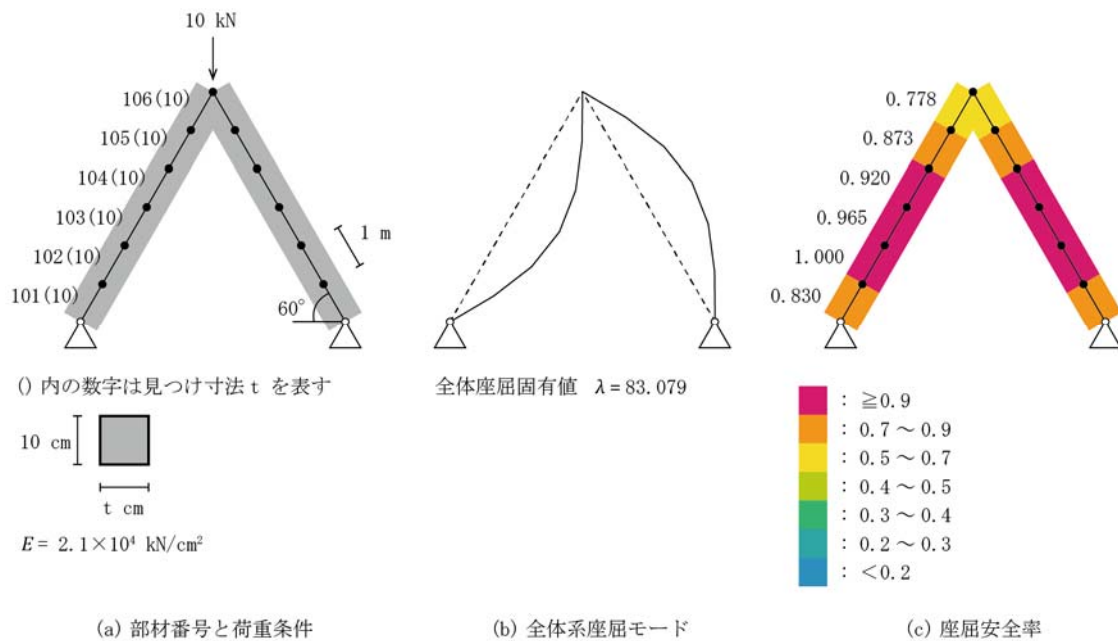 10 kN
106(10)
105(10)
104(10)
103(10)
102(10)
101(10)
1 m
60°
() 内の数字は見つけ寸法 t を表す
10 cm
t cm
E = 2.1×10⁴ kN/cm²
(a) 部材番号と荷重条件
全体座屈固有値 λ = 83.079
(b) 全体系座屈モード
0.778
0.873
0.920
0.965
1.000
0.830
: ≧0.9
: 0.7～0.9
: 0.5～0.7
: 0.4～0.5
: 0.3～0.4
: 0.2～0.3
: <0.2
(c) 座屈安全率